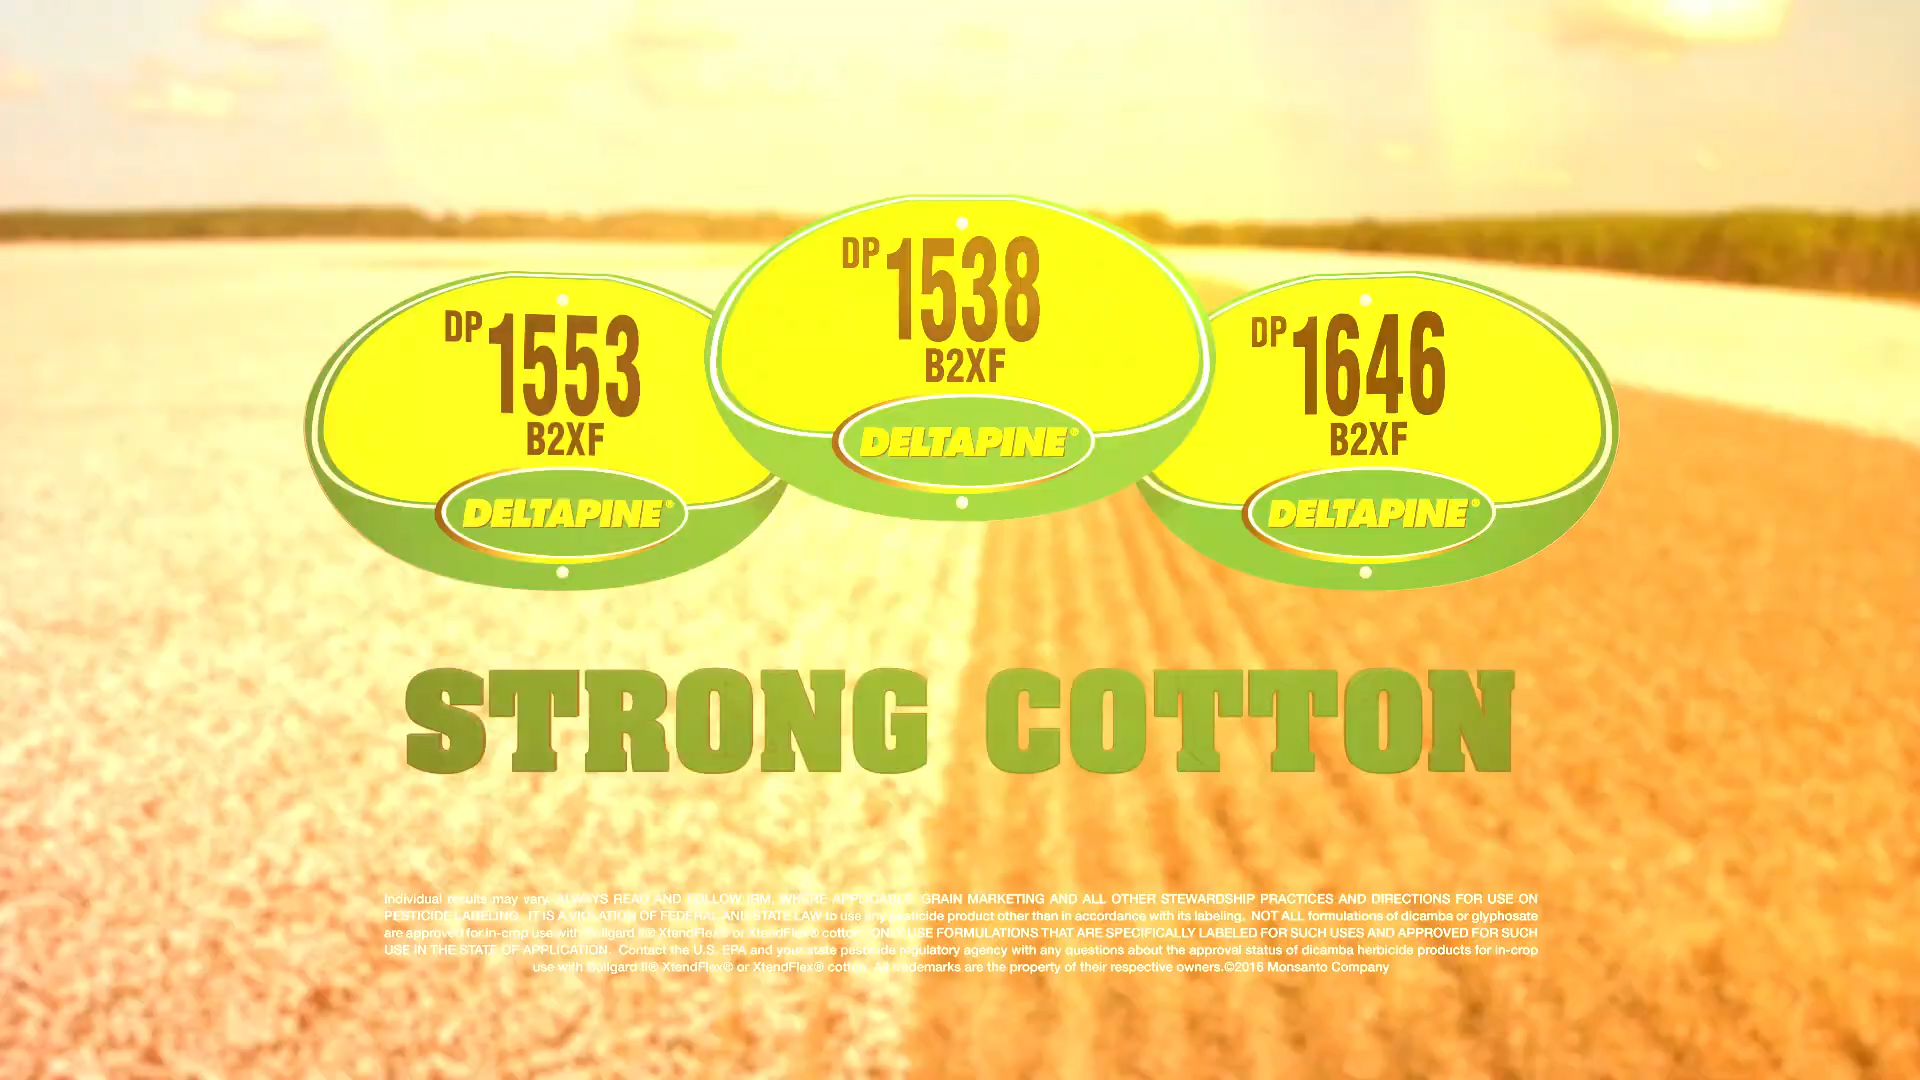 DP 1553
B2XF
DELTAPINE®
DP 1538
B2XF
DELTAPINE®
DP 1646
B2XF
DELTAPINE®
STRONG COTTON
Individual results may vary. ALWAYS READ AND FOLLOW IRM, WHERE APPLICABLE, GRAIN MARKETING AND ALL OTHER STEWARDSHIP PRACTICES AND DIRECTIONS FOR USE ON
PESTICIDE LABELING. IT IS A VIOLATION OF FEDERAL AND STATE LAW to use any pesticide product other than in accordance with its labeling. NOT ALL formulations of dicamba or glyphosate
are approved for in-crop use with Bollgard II® XtendFlex® or XtendFlex® cotton. ONLY USE FORMULATIONS THAT ARE SPECIFICALLY LABELED FOR SUCH USES AND APPROVED FOR SUCH
USE IN THE STATE OF APPLICATION. Contact the U.S. EPA and your state pesticide regulatory agency with any questions about the approval status of dicamba herbicide products for in-crop
use with Bollgard II® XtendFlex® or XtendFlex® cotton. All trademarks are the property of their respective owners.©2016 Monsanto Company